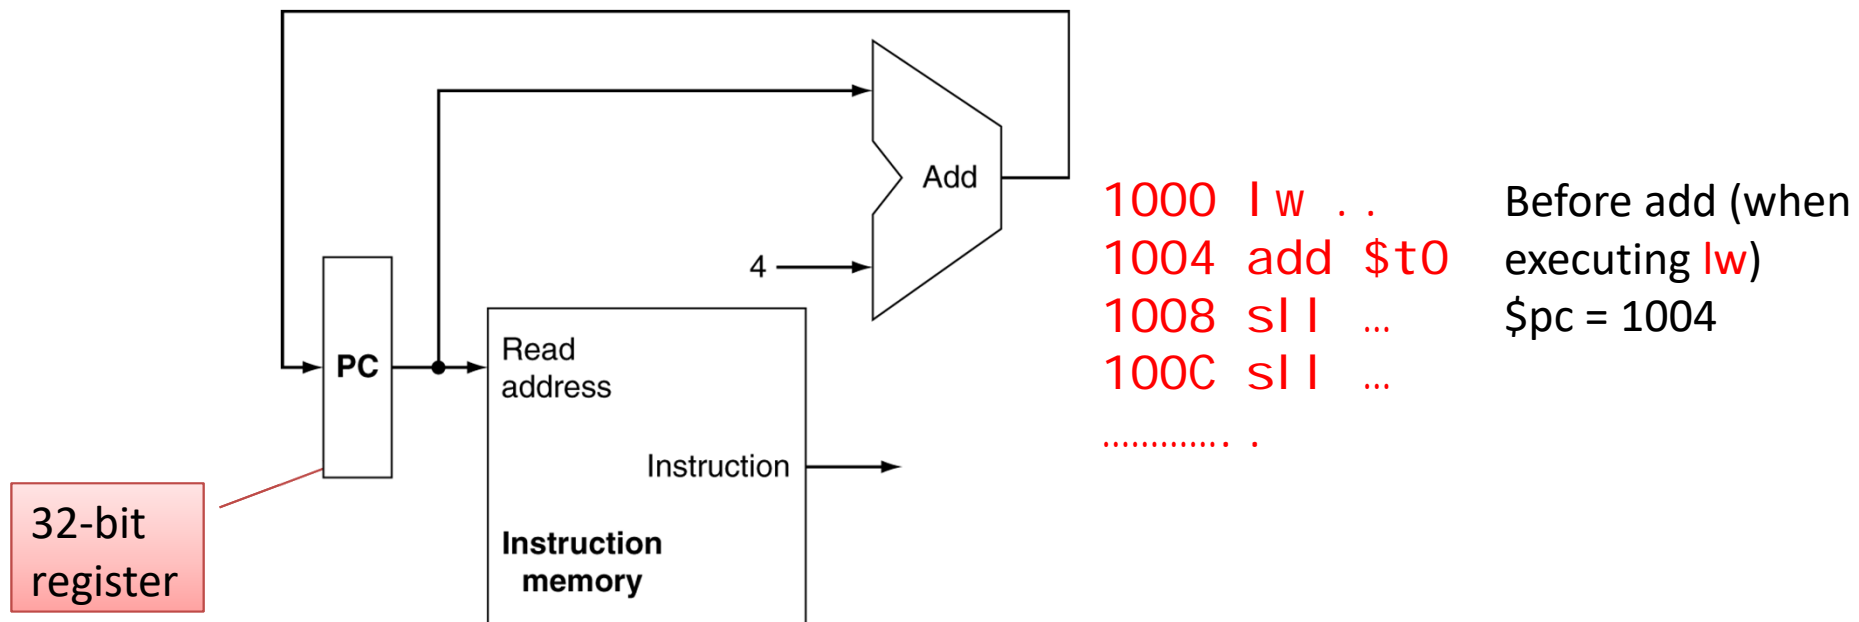 Add
4
PC
Read
address
Instruction
Instruction
memory
32-bit
register
1000 lw ..
1004 add $t0
1008 sll …
100C sll …
…………..
Before add (when
executing lw)
$pc = 1004